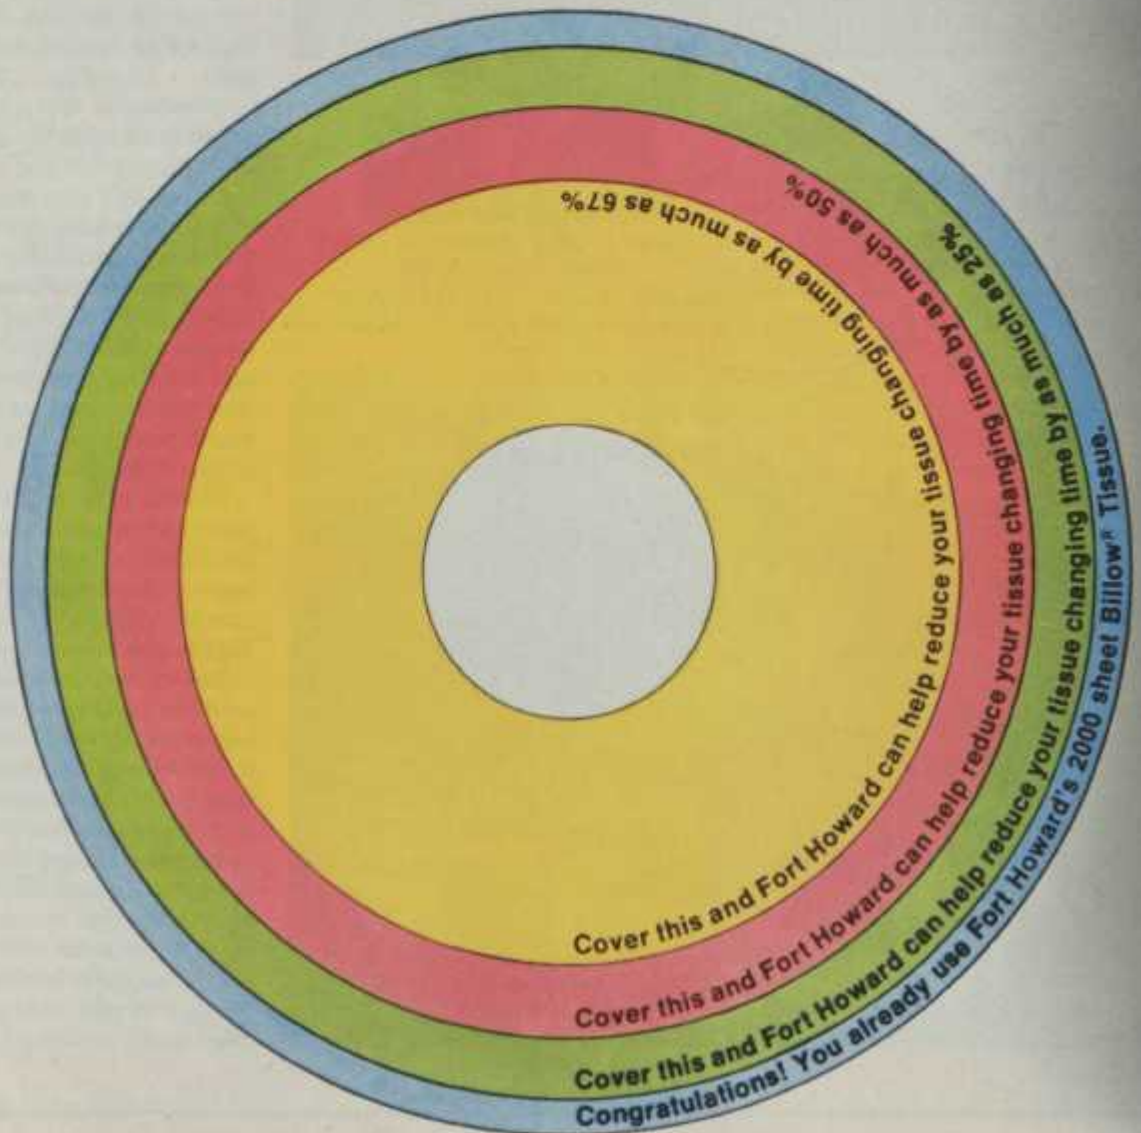 Cover this and Fort Howard can help reduce your tissue changing time by as much as 67%
Cover this and Fort Howard can help reduce your tissue changing time by as much as 50%
Cover this and Fort Howard can help reduce your tissue changing time by as much as 25%
Congratulations! You already use Fort Howard's 2000 sheet Billow® Tissue.